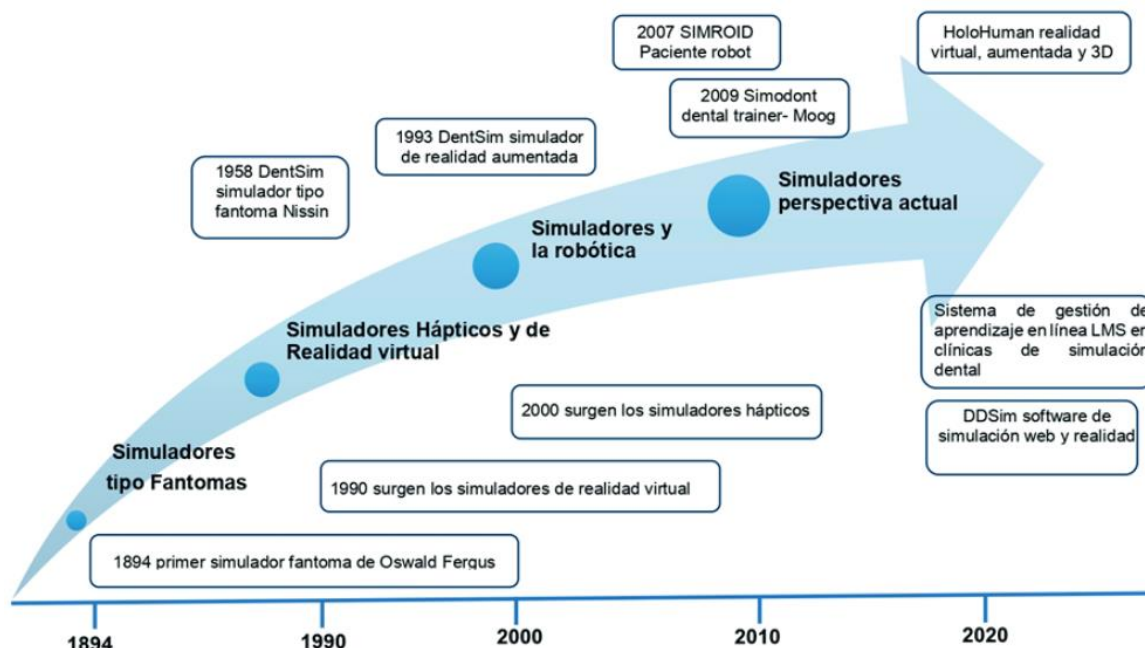 2007 SIMROID
Paciente robot
HoloHuman realidad
virtual, aumentada y 3D
2009 Simodont
dental trainer- Moog
1993 DentSim simulador
de realidad aumentada
1958 DentSim
simulador tipo
fantoma Nissin
Simuladores
perspectiva actual
Simuladores y
la robótica
Simuladores Hápticos y de
Realidad virtual
Sistema de gestión de
aprendizaje en línea LMS en
clínicas de simulación
dental
2000 surgen los simuladores hápticos
DDSim software de
simulación web y realidad
Simuladores
tipo Fantomas
1990 surgen los simuladores de realidad virtual
1894 primer simulador fantoma de Oswald Fergus
1894
1990
2000
2010
2020